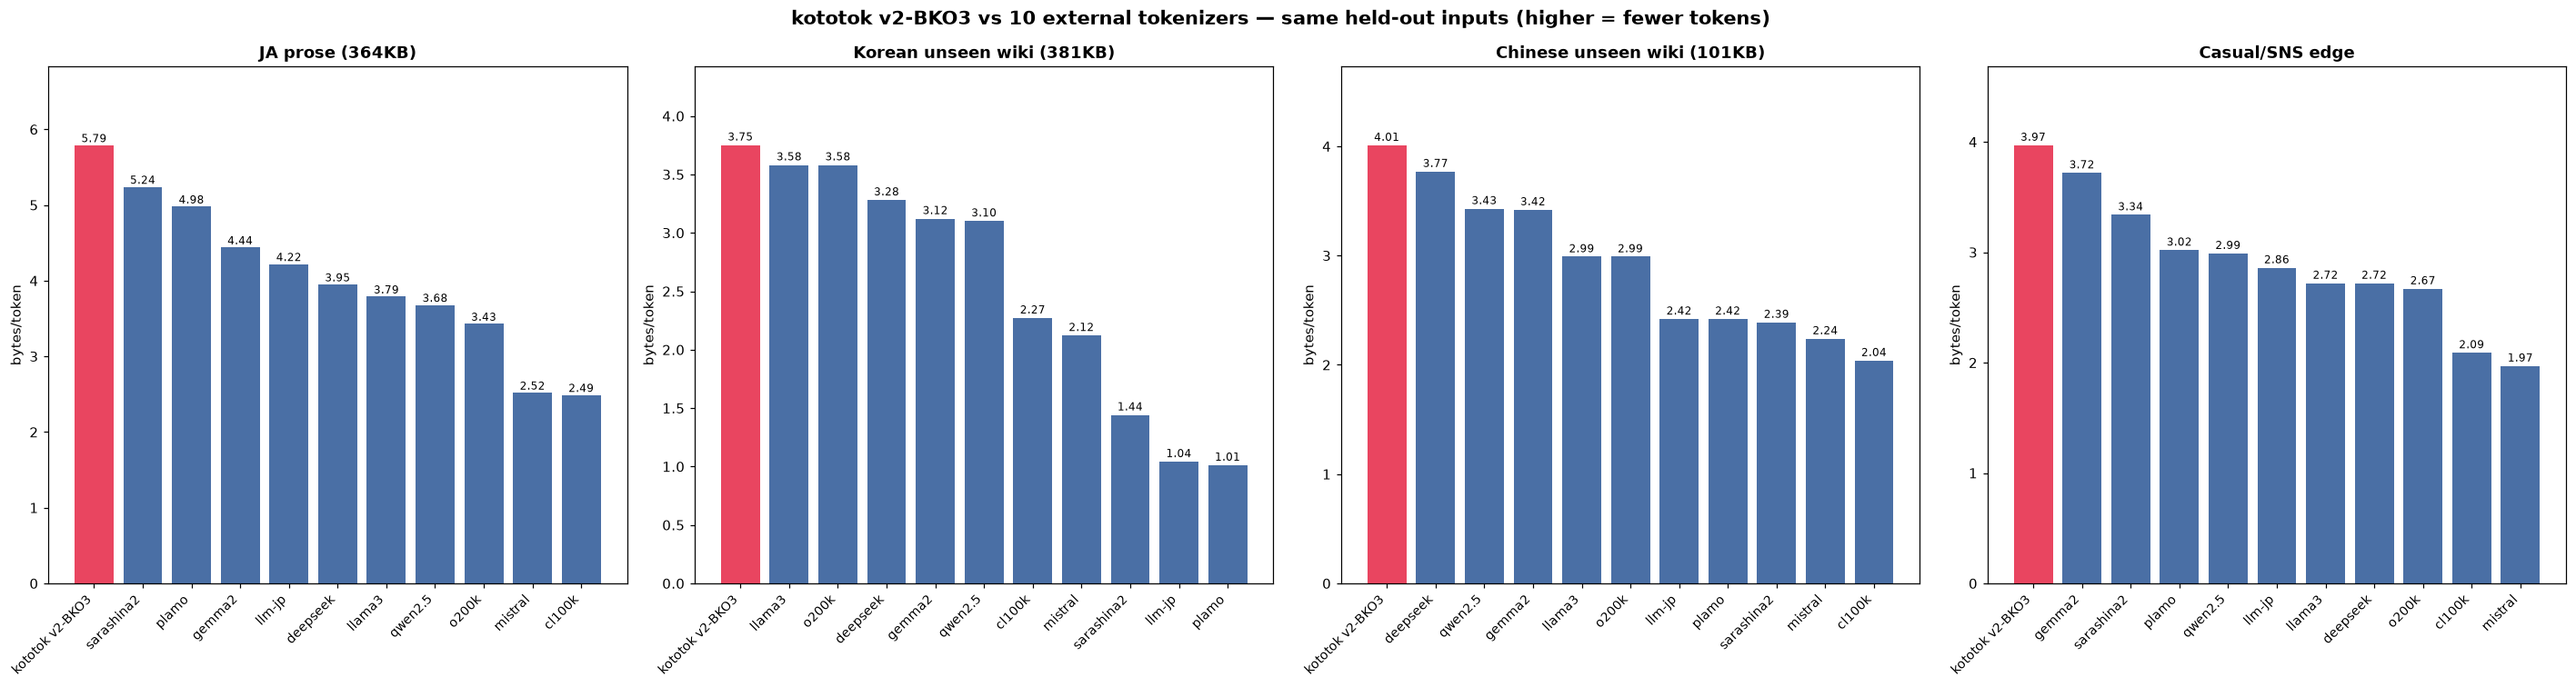 kototok v2-BKO3 vs 10 external tokenizers — same held-out inputs (higher = fewer tokens)
JA prose (364KB)
bytes/token
6
5
4
3
2
1
0
5.79
5.24
4.98
4.44
4.22
3.95
3.79
3.68
3.43
2.52
2.49
kototok v2-BKO3
sarashina2
plamo
gemma2
llm-jp
deepseek
llama3
qwen2.5
o200k
mistral
cl100k
Korean unseen wiki (381KB)
bytes/token
4.0
3.5
3.0
2.5
2.0
1.5
1.0
0.5
0.0
3.75
3.58
3.58
3.28
3.12
3.10
2.27
2.12
1.44
1.04
1.01
kototok v2-BKO3
llama3
o200k
deepseek
gemma2
qwen2.5
cl100k
mistral
sarashina2
llm-jp
plamo
Chinese unseen wiki (101KB)
bytes/token
4
3
2
1
0
4.01
3.77
3.43
3.42
2.99
2.99
2.42
2.42
2.39
2.24
2.04
kototok v2-BKO3
deepseek
qwen2.5
gemma2
llama3
o200k
llm-jp
plamo
sarashina2
mistral
cl100k
Casual/SNS edge
bytes/token
4
3
2
1
0
3.97
3.72
3.34
3.02
2.99
2.86
2.72
2.72
2.67
2.09
1.97
kototok v2-BKO3
gemma2
sarashina2
plamo
qwen2.5
llm-jp
llama3
deepseek
o200k
cl100k
mistral